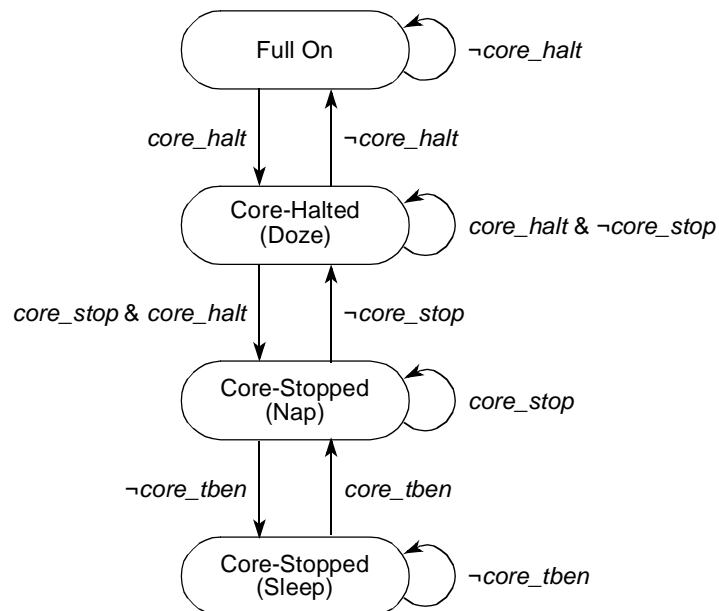 Full On
¬core_halt
core_halt
¬core_halt
Core-Halted
(Doze)
core_halt & ¬core_stop
core_stop & core_halt
¬core_stop
Core-Stopped
(Nap)
core_stop
¬core_tben
core_tben
Core-Stopped
(Sleep)
¬core_tben